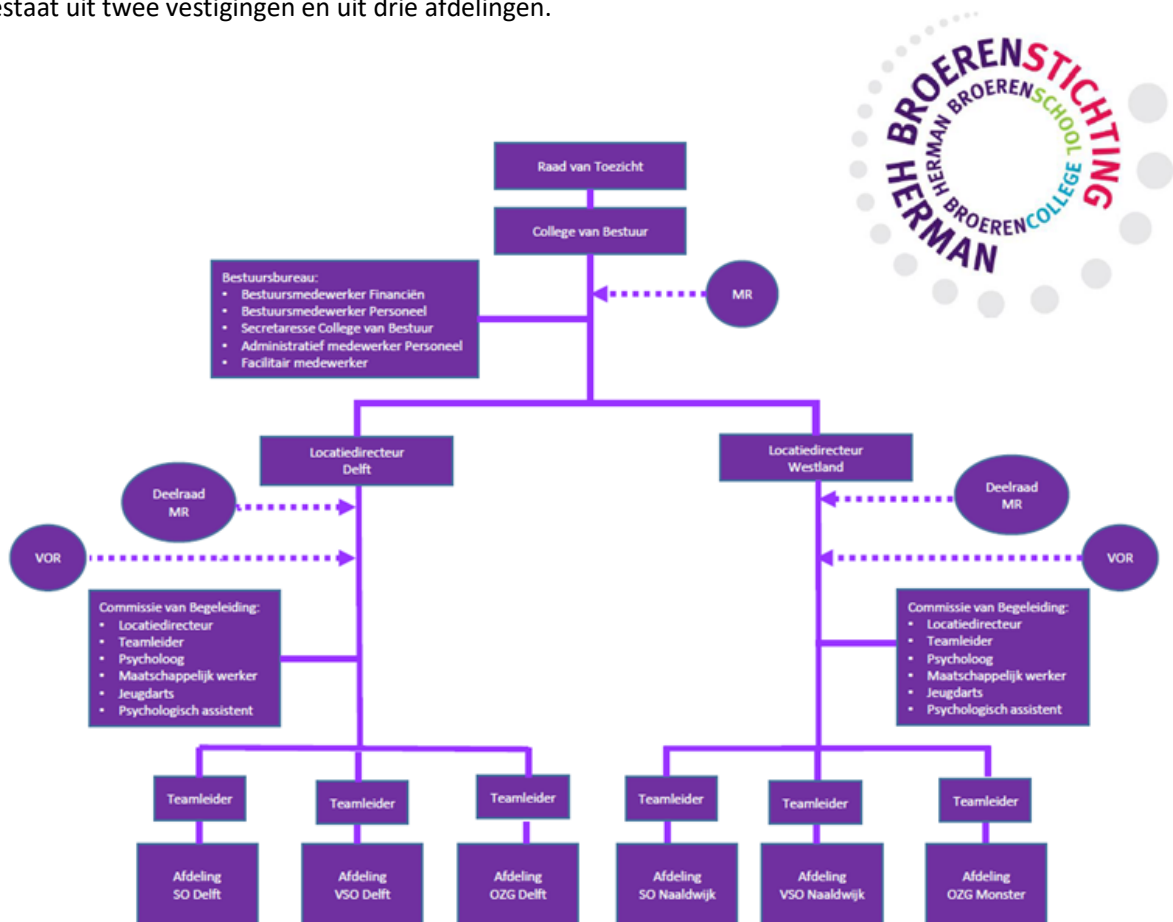 estaat uit twee vestigingen en uit drie afdelingen.
HERMAN BROERENSTICHTING
HERMAN BROERENSCHOOL
HERMAN BROERENCOLLEGE
Raad van Toezicht
College van Bestuur
Bestuursbureau:
• Bestuursmedewerker Financiën
• Bestuursmedewerker Personeel
• Secretaresse College van Bestuur
• Administratief medewerker Personeel
• Facilitair medewerker
MR
Locatiedirecteur
Delft
Locatiedirecteur
Westland
Deelraad
MR
Deelraad
MR
VOR
VOR
Commissie van Begeleiding:
• Locatiedirecteur
• Teamleider
• Psycholoog
• Maatschappelijk werker
• Jeugdarts
• Psychologisch assistent
Commissie van Begeleiding:
• Locatiedirecteur
• Teamleider
• Psycholoog
• Maatschappelijk werker
• Jeugdarts
• Psychologisch assistent
Teamleider
Teamleider
Teamleider
Teamleider
Teamleider
Teamleider
Afdeling
SO Delft
Afdeling
VSO Delft
Afdeling
OZG Delft
Afdeling
SO Naaldwijk
Afdeling
VSO Naaldwijk
Afdeling
OZG Monster